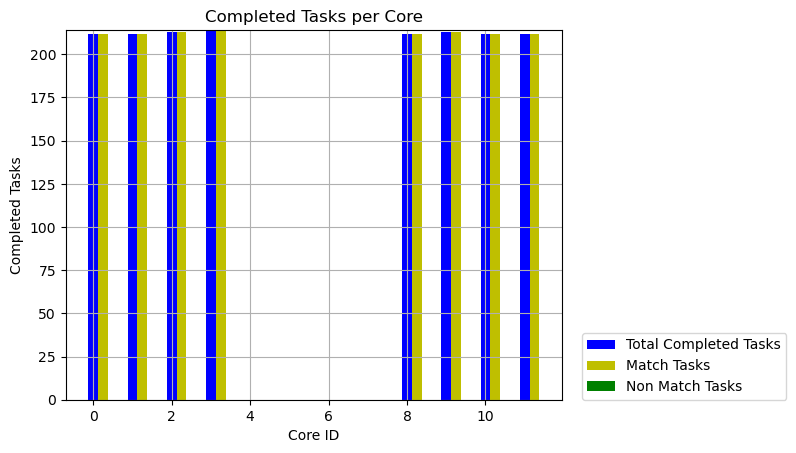 Completed Tasks per Core
Completed Tasks
200
175
150
125
100
75
50
25
0
0 2 4 6 8 10
Core ID
Total Completed Tasks
Match Tasks
Non Match Tasks